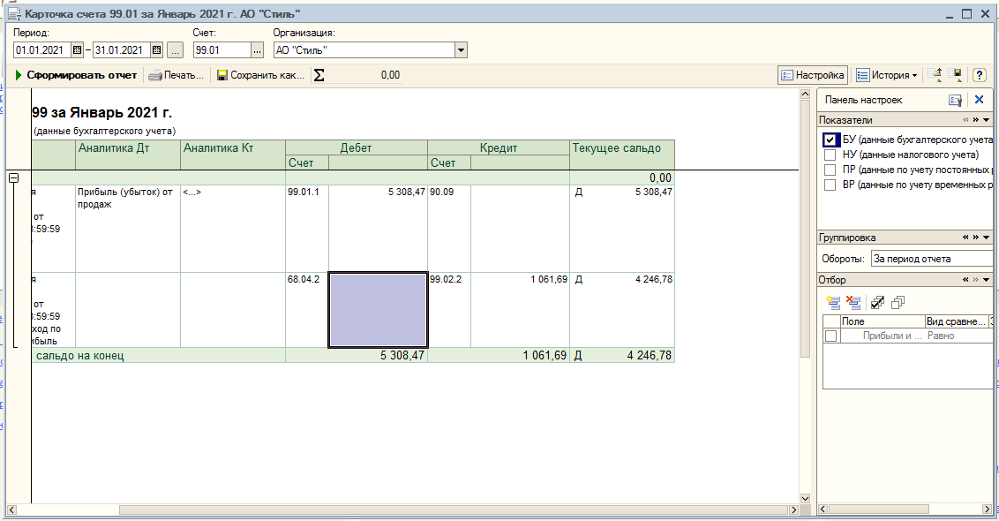 Карточка счета 99.01 за Январь 2021 г. АО "Стиль"
Период: Счет: Организация:
01.01.2021 – 31.01.2021 ... 99.01 ... АО "Стиль"
Сформировать отчет Печать... Сохранить как... Σ 0,00 Настройка История ?
99 за Январь 2021 г.
(данные бухгалтерского учета)
Аналитика Дт Аналитика Кт Дебет Кредит Текущее сальдо
Счет Счет
0,00
я Прибыль (убыток) от <...> 99.01.1 5 308,47 90.09 Д 5 308,47
продаж
от
:59:59
я 68.04.2 99.02.2 1 061,69 Д 4 246,78
от
:59:59
ход по
ибыль
сальдо на конец 5 308,47 1 061,69 Д 4 246,78
Панель настроек
Показатели
БУ (данные бухгалтерского учета
НУ (данные налогового учета)
ПР (данные по учету постоянных р
ВР (данные по учету временных р
Группировка
Обороты: За период отчета
Отбор
Поле Вид сравне...
Прибыли и ... Равно